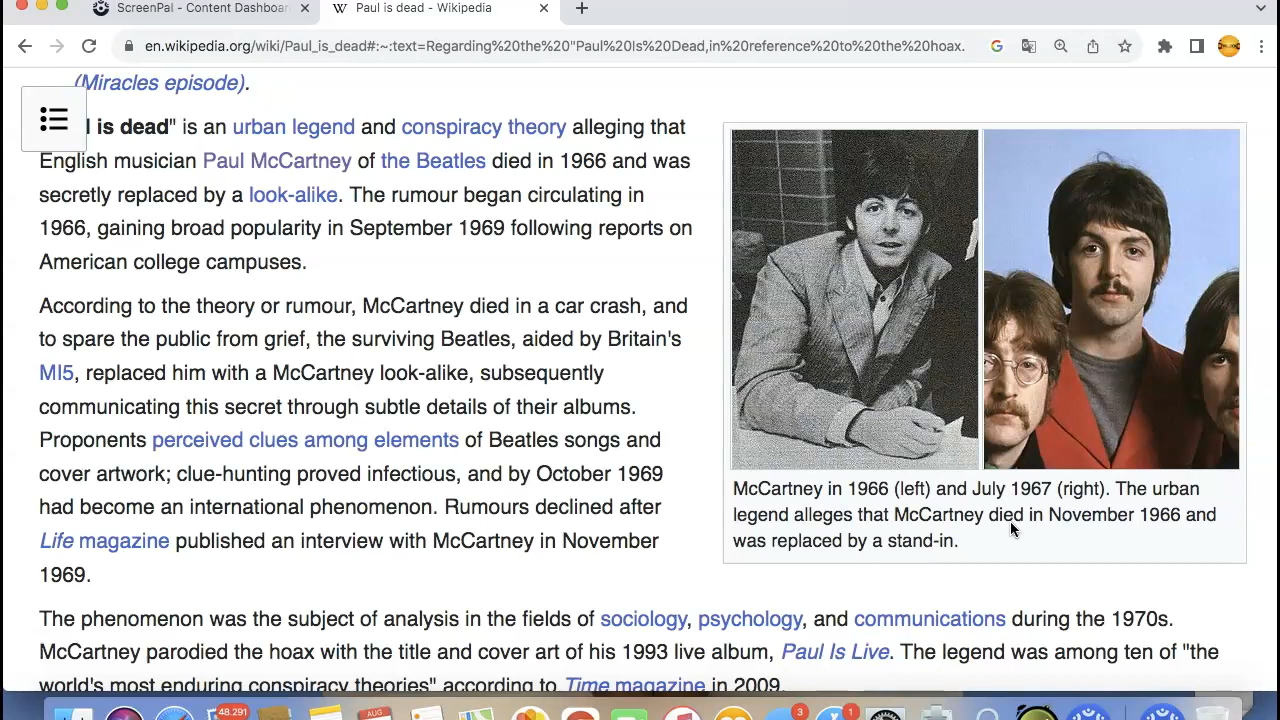 ScreenPal - Content Dashboar
Paul is dead - Wikipedia
en.wikipedia.org/wiki/Paul_is_dead#:~:text=Regarding%20the%20"Paul%20Is%20Dead,in%20reference%20to%20the%20hoax.
(Miracles episode).
l is dead" is an urban legend and conspiracy theory alleging that
English musician Paul McCartney of the Beatles died in 1966 and was
secretly replaced by a look-alike. The rumour began circulating in
1966, gaining broad popularity in September 1969 following reports on
American college campuses.
According to the theory or rumour, McCartney died in a car crash, and
to spare the public from grief, the surviving Beatles, aided by Britain's
MI5, replaced him with a McCartney look-alike, subsequently
communicating this secret through subtle details of their albums.
Proponents perceived clues among elements of Beatles songs and
cover artwork; clue-hunting proved infectious, and by October 1969
had become an international phenomenon. Rumours declined after
Life magazine published an interview with McCartney in November
1969.
McCartney in 1966 (left) and July 1967 (right). The urban
legend alleges that McCartney died in November 1966 and
was replaced by a stand-in.
The phenomenon was the subject of analysis in the fields of sociology, psychology, and communications during the 1970s.
McCartney parodied the hoax with the title and cover art of his 1993 live album, Paul Is Live. The legend was among ten of "the
world's most enduring conspiracy theories" according to Time magazine in 2009.
48.291
AUG
3
1